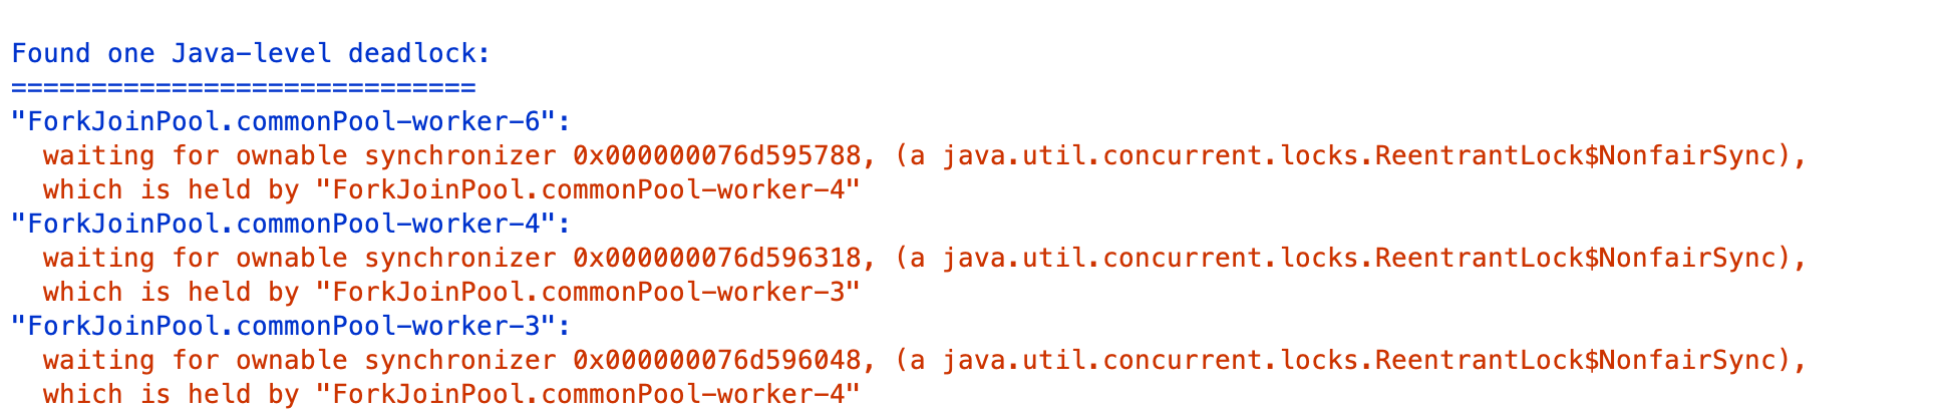 Found one Java-level deadlock:
=============================
"ForkJoinPool.commonPool-worker-6":
  waiting for ownable synchronizer 0x000000076d595788, (a java.util.concurrent.locks.ReentrantLock$NonfairSync),
  which is held by "ForkJoinPool.commonPool-worker-4"
"ForkJoinPool.commonPool-worker-4":
  waiting for ownable synchronizer 0x000000076d596318, (a java.util.concurrent.locks.ReentrantLock$NonfairSync),
  which is held by "ForkJoinPool.commonPool-worker-3"
"ForkJoinPool.commonPool-worker-3":
  waiting for ownable synchronizer 0x000000076d596048, (a java.util.concurrent.locks.ReentrantLock$NonfairSync),
  which is held by "ForkJoinPool.commonPool-worker-4"